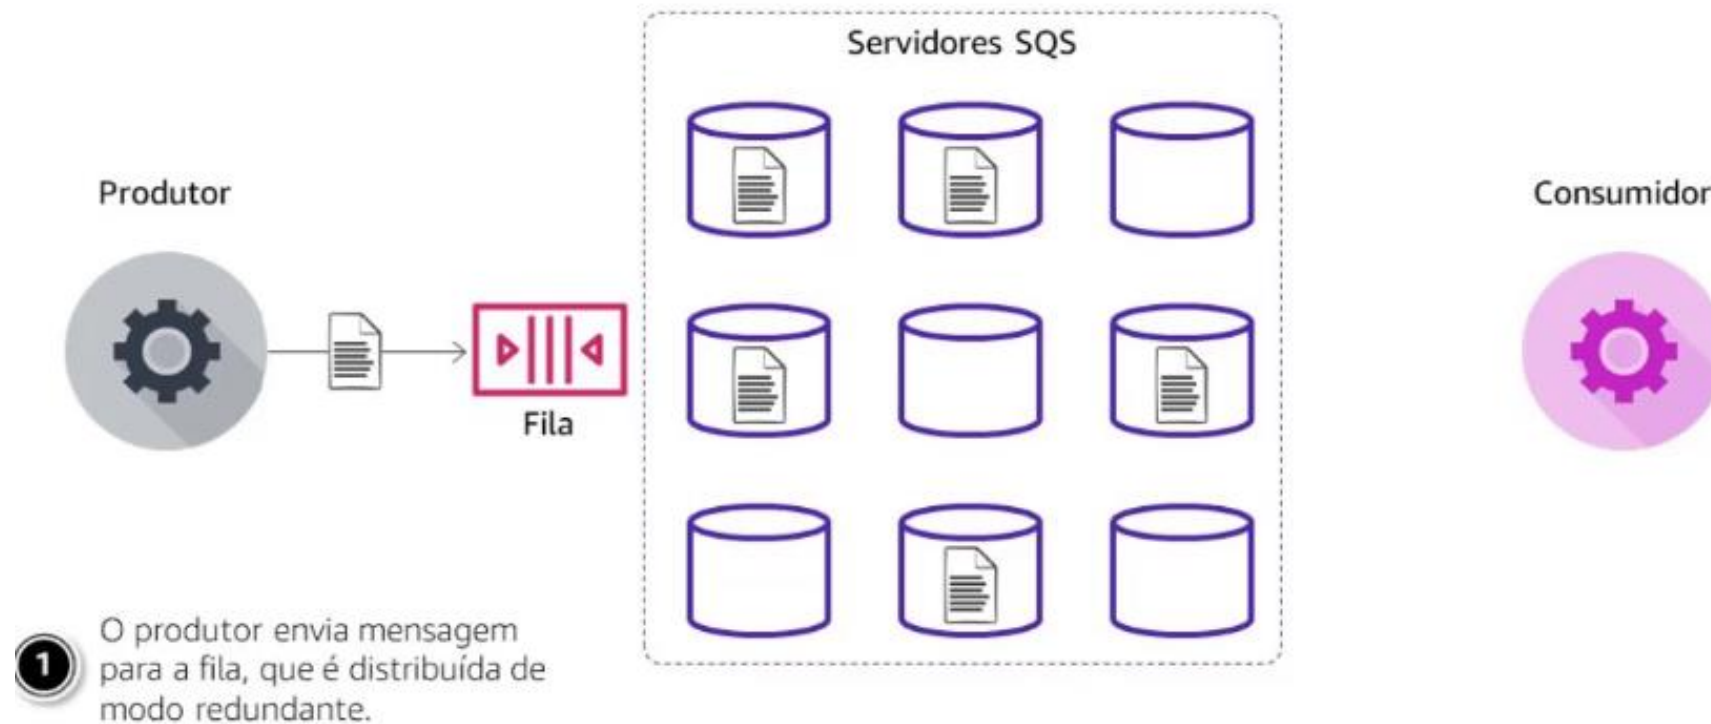 Servidores SQS
Produtor
Consumidor
Fila
1
O produtor envia mensagem
para a fila, que é distribuída de
modo redundante.